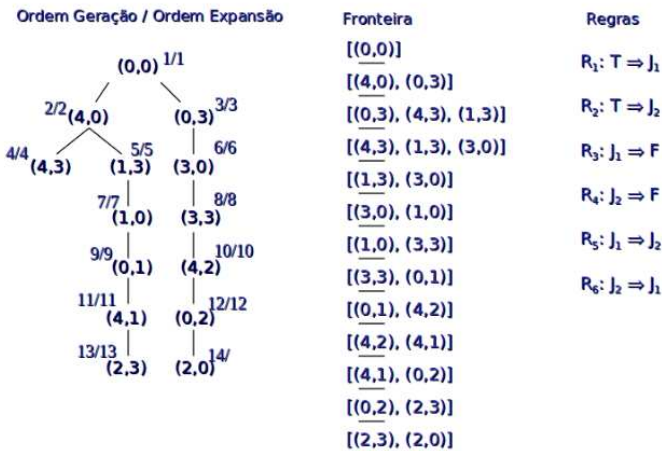 Ordem Geração / Ordem Expansão
(0,0) 1/1
2/2 (4,0) (0,3) 3/3
4/4 (4,3) (1,3) 5/5 (3,0) 6/6
7/7 (1,0) (3,3) 8/8
9/9 (0,1) (4,2) 10/10
11/11 (4,1) (0,2) 12/12
13/13 (2,3) (2,0) 14/
Fronteira
[(0,0)]
[(4,0), (0,3)]
[(0,3), (4,3), (1,3)]
[(4,3), (1,3), (3,0)]
[(1,3), (3,0)]
[(3,0), (1,0)]
[(1,0), (3,3)]
[(3,3), (0,1)]
[(0,1), (4,2)]
[(4,2), (4,1)]
[(4,1), (0,2)]
[(0,2), (2,3)]
[(2,3), (2,0)]
Regras
R₁: T ⇒ J₁
R₂: T ⇒ J₂
R₃: J₁ ⇒ F
R₄: J₂ ⇒ F
R₅: J₁ ⇒ J₂
R₆: J₂ ⇒ J₁